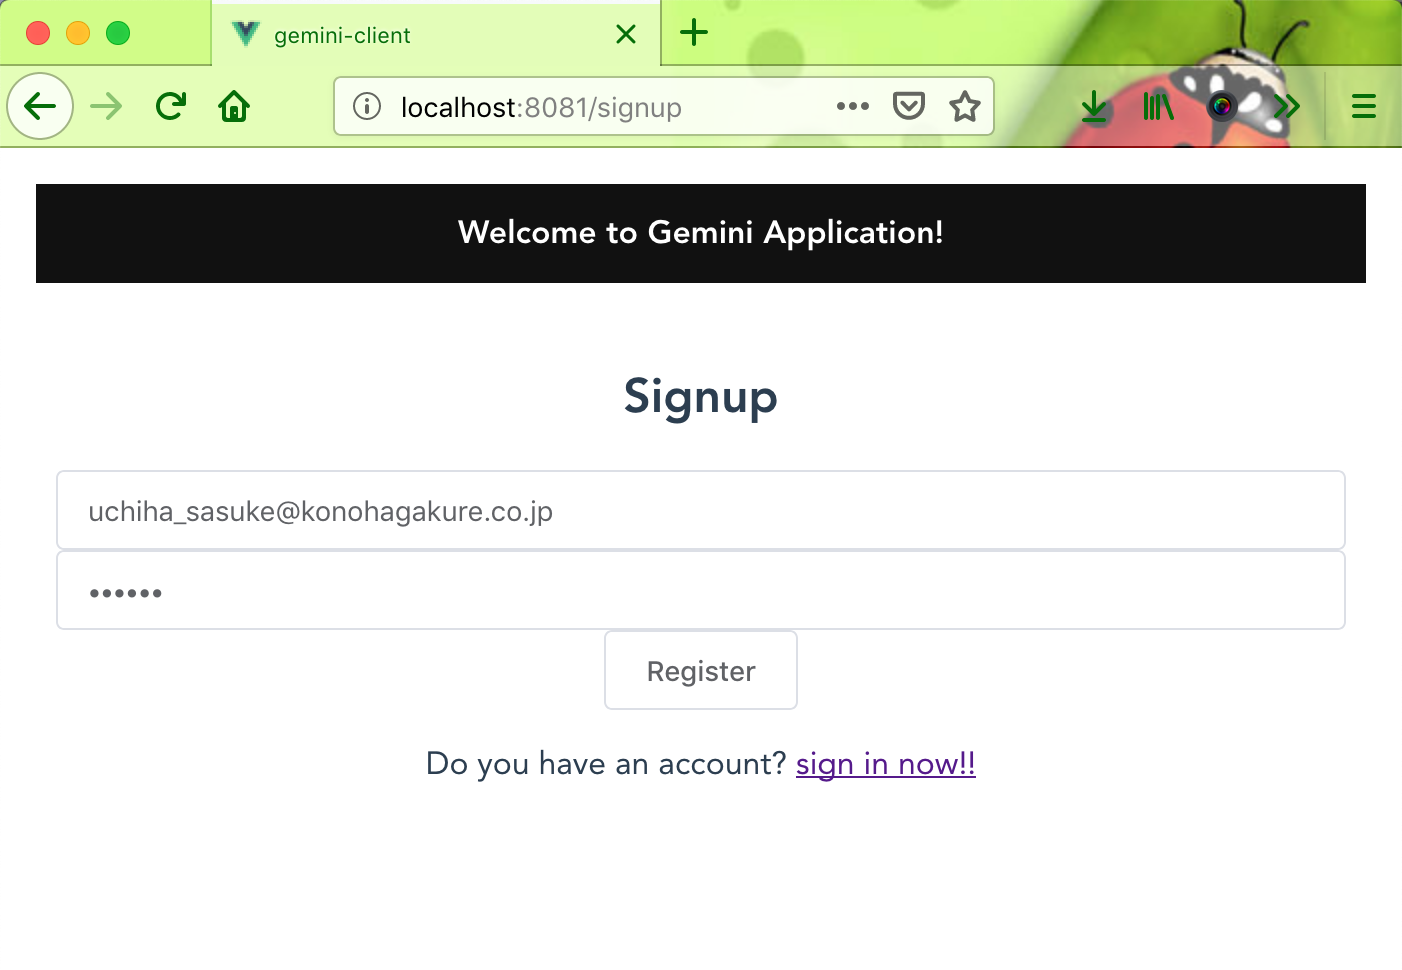 gemini-client
localhost:8081/signup
Welcome to Gemini Application!
Signup
uchiha_sasuke@konohagakure.co.jp
••••••
Register
Do you have an account? sign in now!!